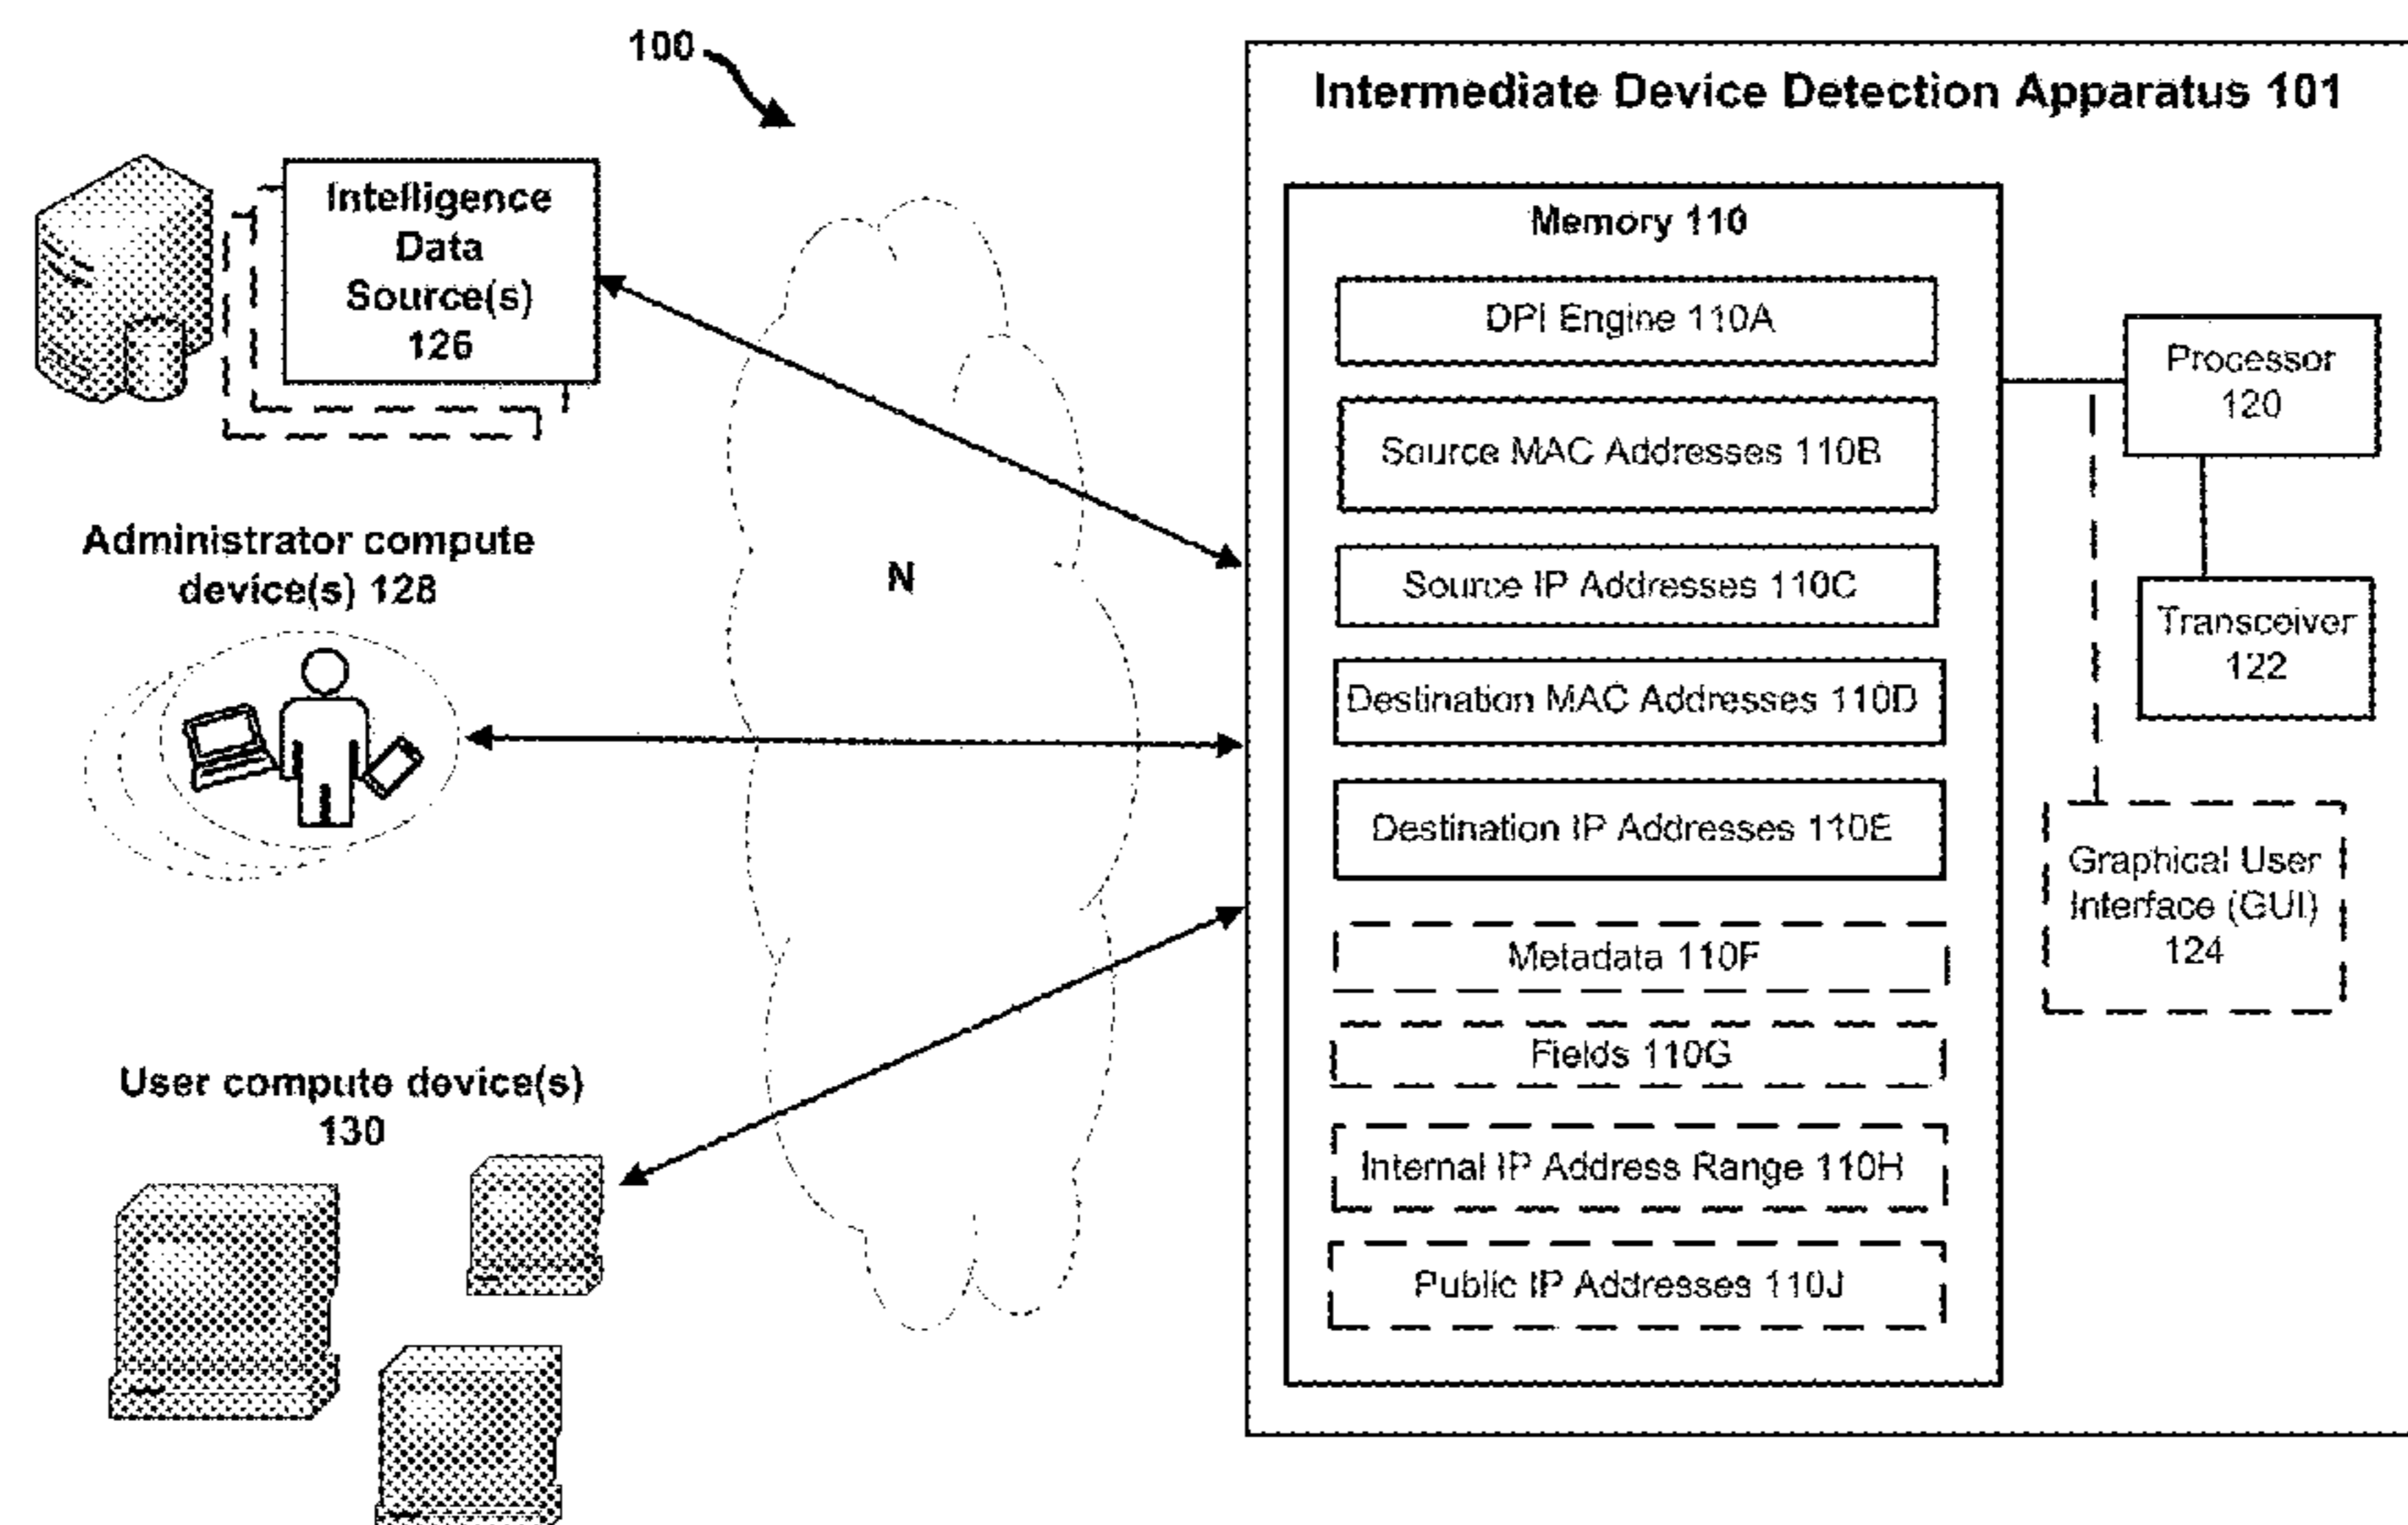 100
Intermediate Device Detection Apparatus 101
Intelligence
Data
Source(s)
126
Administrator compute
device(s) 128
User compute device(s)
130
N
Memory 110
DPI Engine 110A
Source MAC Addresses 110B
Source IP Addresses 110C
Destination MAC Addresses 110D
Destination IP Addresses 110E
Metadata 110F
Fields 110G
Internal IP Address Range 110H
Public IP Addresses 110J
Processor
120
Transceiver
122
Graphical User
Interface (GUI)
124